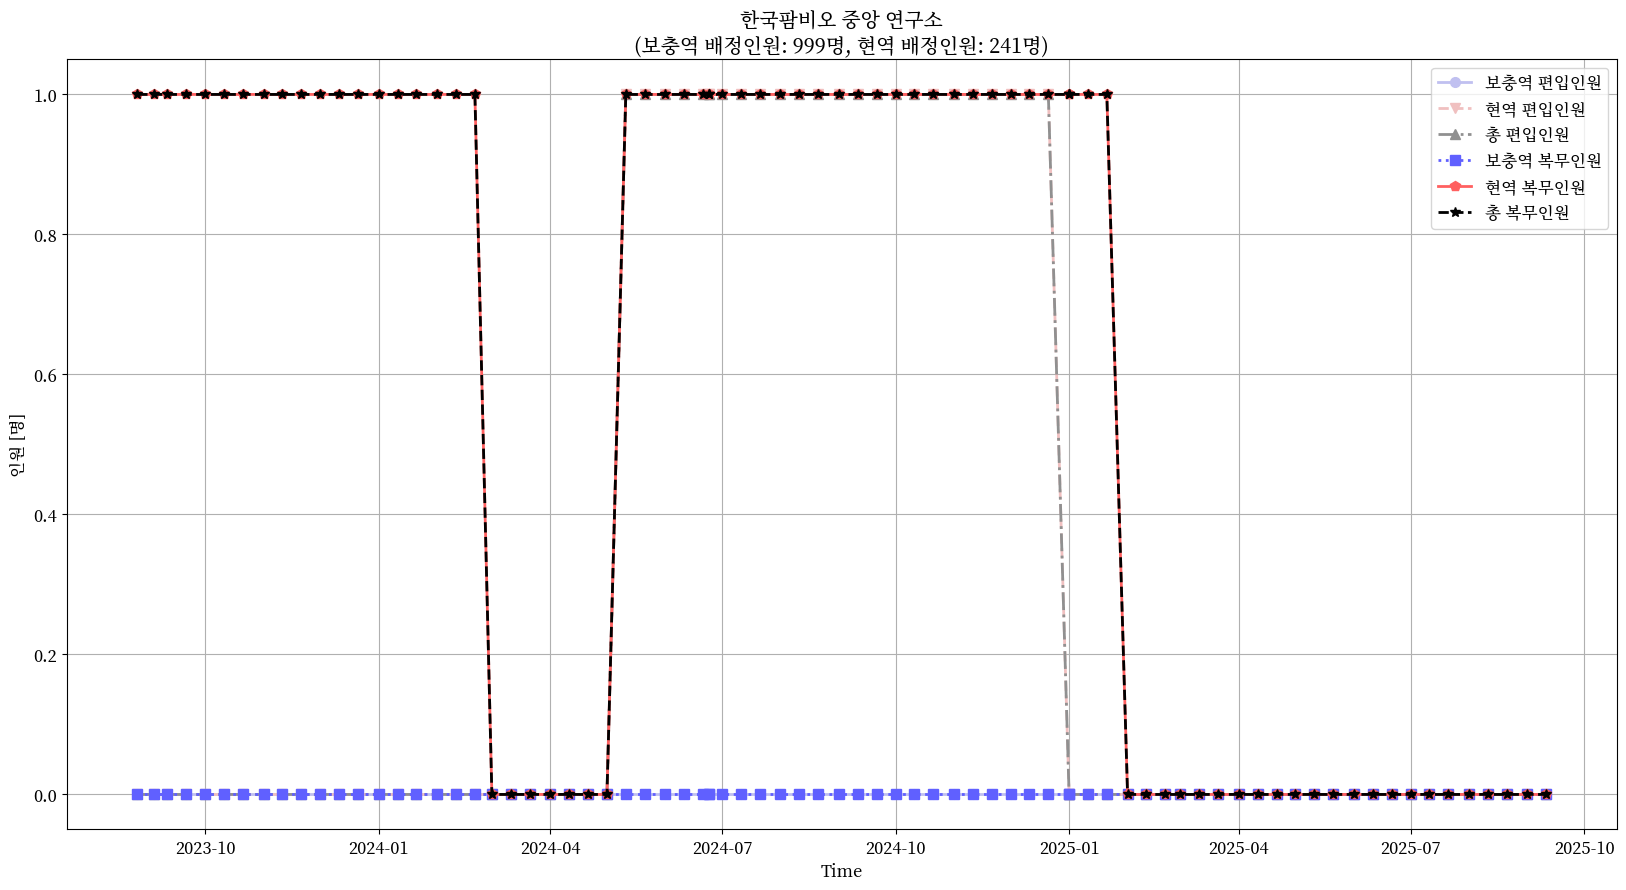 한국팜비오 중앙 연구소
(보충역 배정인원: 999명, 현역 배정인원: 241명)
보충역 편입인원
현역 편입인원
총 편입인원
보충역 복무인원
현역 복무인원
총 복무인원
1.0
0.8
0.6
0.4
0.2
0.0
인원 [명]
2023-10
2024-01
2024-04
2024-07
2024-10
2025-01
2025-04
2025-07
2025-10
Time